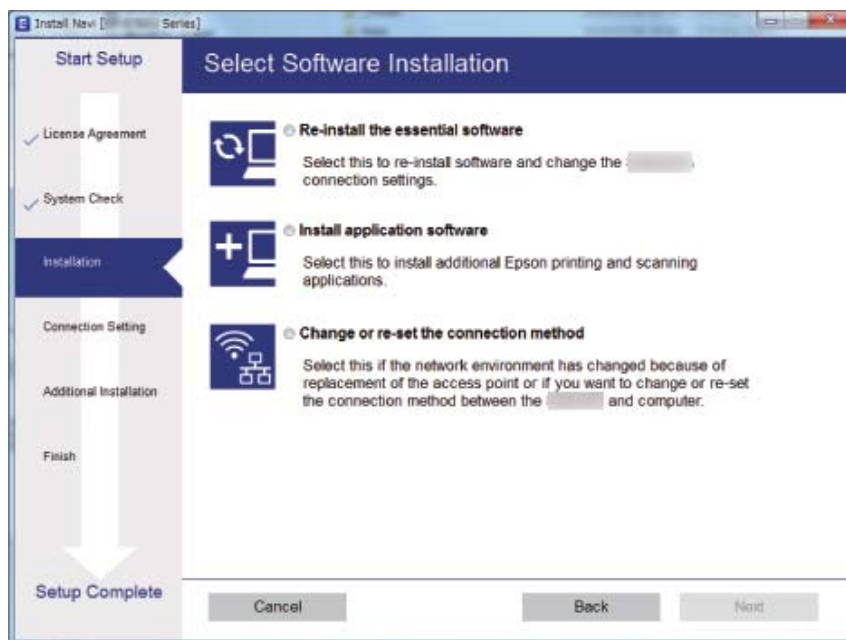 Install Navi [ Series]
Start Setup
License Agreement
System Check
Installation
Connection Setting
Additional Installation
Finish
Setup Complete
Select Software Installation
Re-install the essential software
Select this to re-install software and change the
connection settings.
Install application software
Select this to install additional Epson printing and scanning
applications.
Change or re-set the connection method
Select this if the network environment has changed because of
replacement of the access point or if you want to change or re-set
the connection method between the and computer.
Cancel
Back
Next